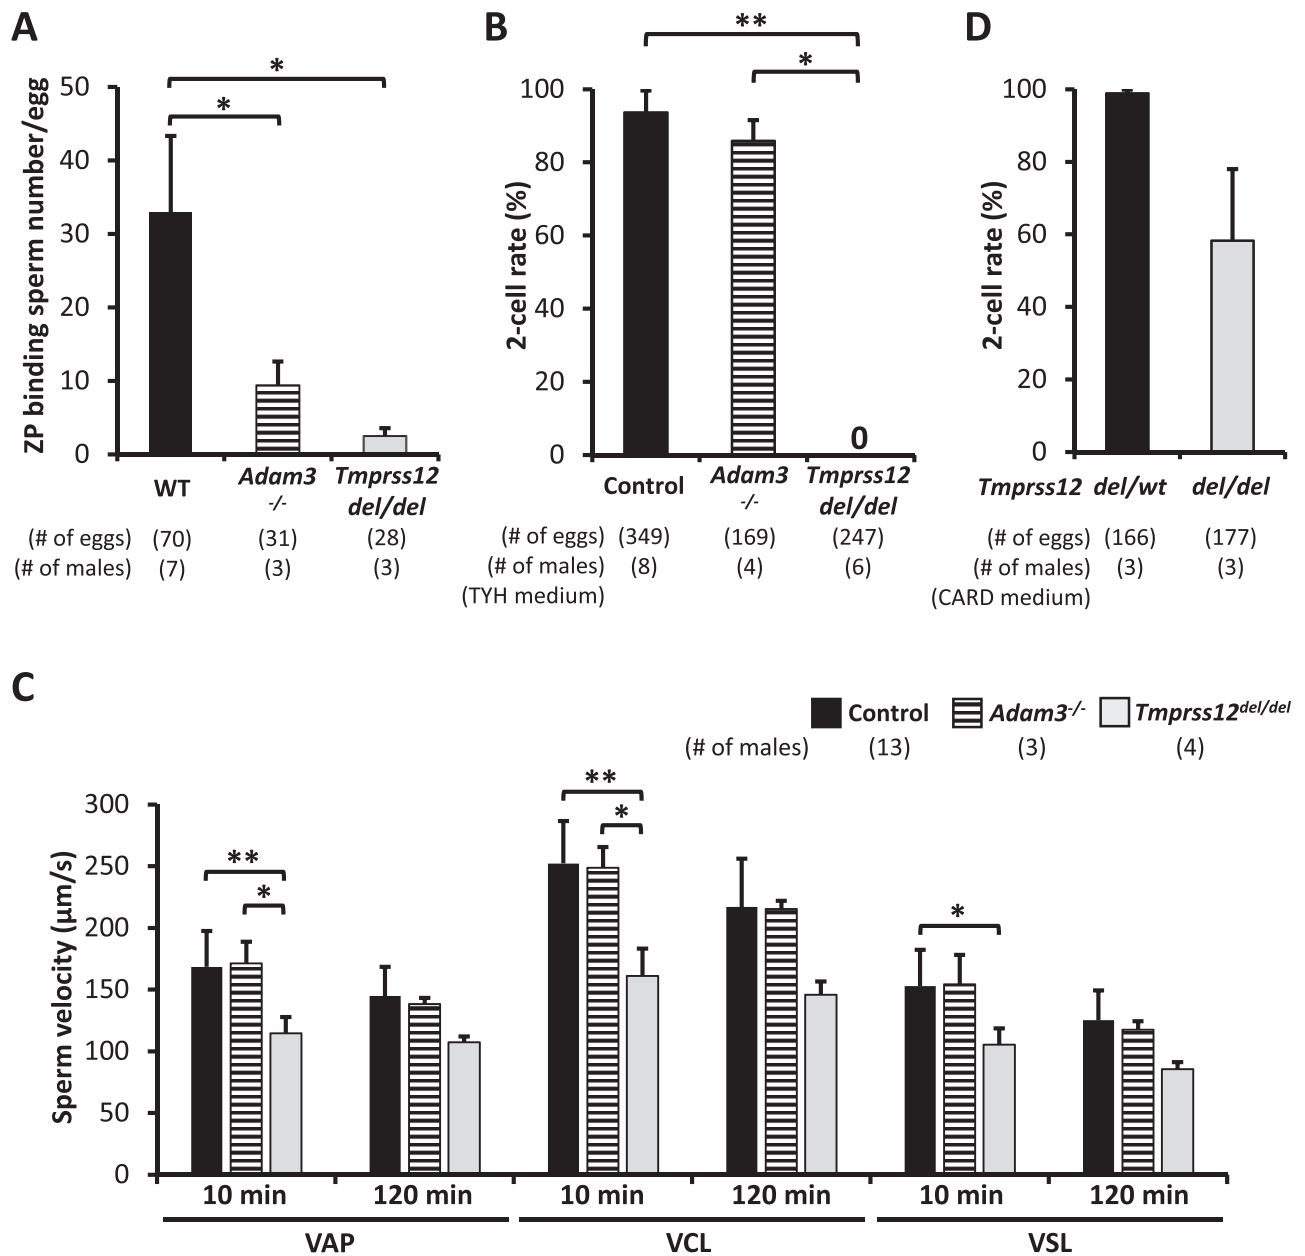 A
ZP binding sperm number/egg
50
40
30
20
10
0
*
*
WT
Adam3 -/-
Tmprss12 del/del
(# of eggs) (70) (31) (28)
(# of males) (7) (3) (3)
B
2-cell rate (%)
100
80
60
40
20
0
**
*
0
Control
Adam3 -/-
Tmprss12 del/del
(# of eggs) (349) (169) (247)
(# of males) (8) (4) (6)
(TYH medium)
D
2-cell rate (%)
100
80
60
40
20
0
Tmprss12 del/wt del/del
(# of eggs) (166) (177)
(# of males) (3) (3)
(CARD medium)
C
Control Adam3-/- Tmprss12del/del
(# of males) (13) (3) (4)
Sperm velocity (µm/s)
300
250
200
150
100
50
0
**
*
**
*
*
10 min 120 min 10 min 120 min 10 min 120 min
VAP VCL VSL